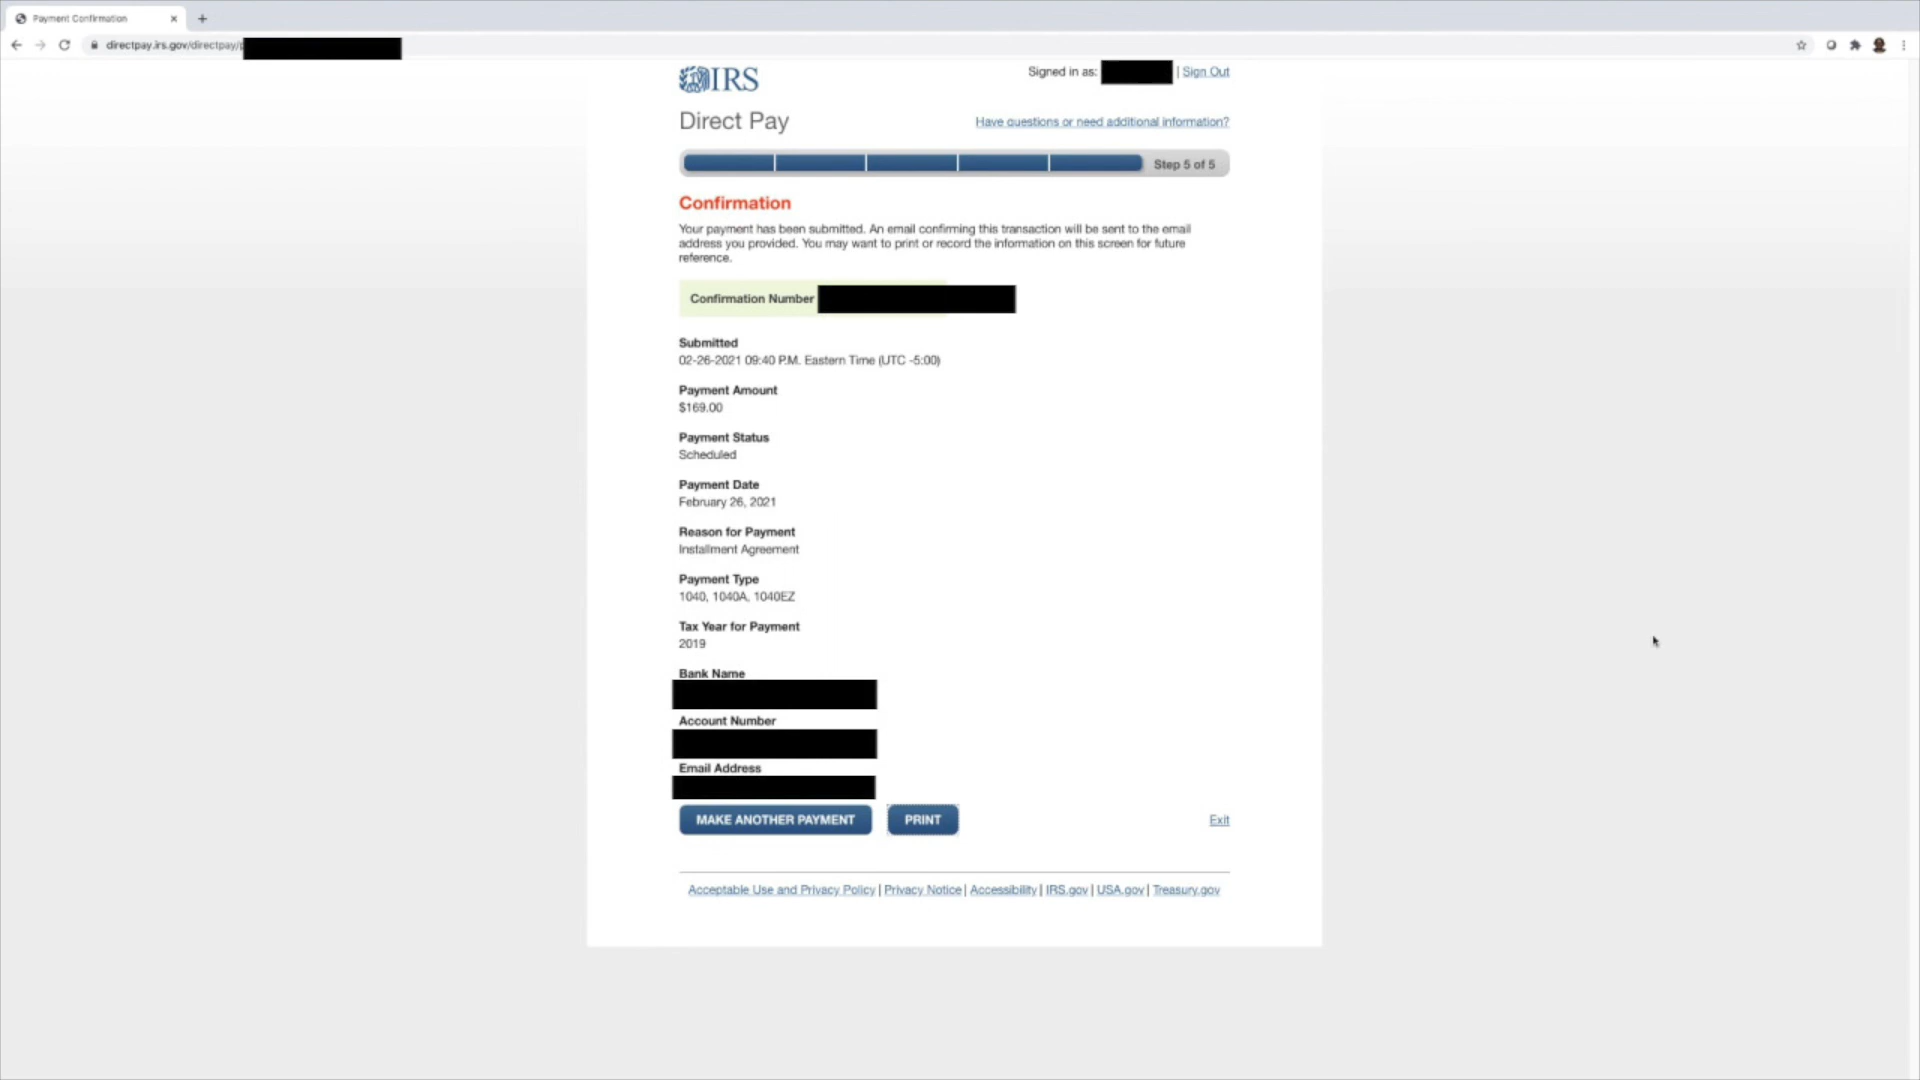 Payment Confirmation
directpay.irs.gov/directpay/p
IRS
Signed in as: | Sign Out
Direct Pay
Have questions or need additional information?
Step 5 of 5
Confirmation
Your payment has been submitted. An email confirming this transaction will be sent to the email
address you provided. You may want to print or record the information on this screen for future
reference.
Confirmation Number
Submitted
02-26-2021 09:40 P.M. Eastern Time (UTC -5:00)
Payment Amount
$169.00
Payment Status
Scheduled
Payment Date
February 26, 2021
Reason for Payment
Installment Agreement
Payment Type
1040, 1040A, 1040EZ
Tax Year for Payment
2019
Bank Name
Account Number
Email Address
MAKE ANOTHER PAYMENT
PRINT
Exit
Acceptable Use and Privacy Policy | Privacy Notice | Accessibility | IRS.gov | USA.gov | Treasury.gov